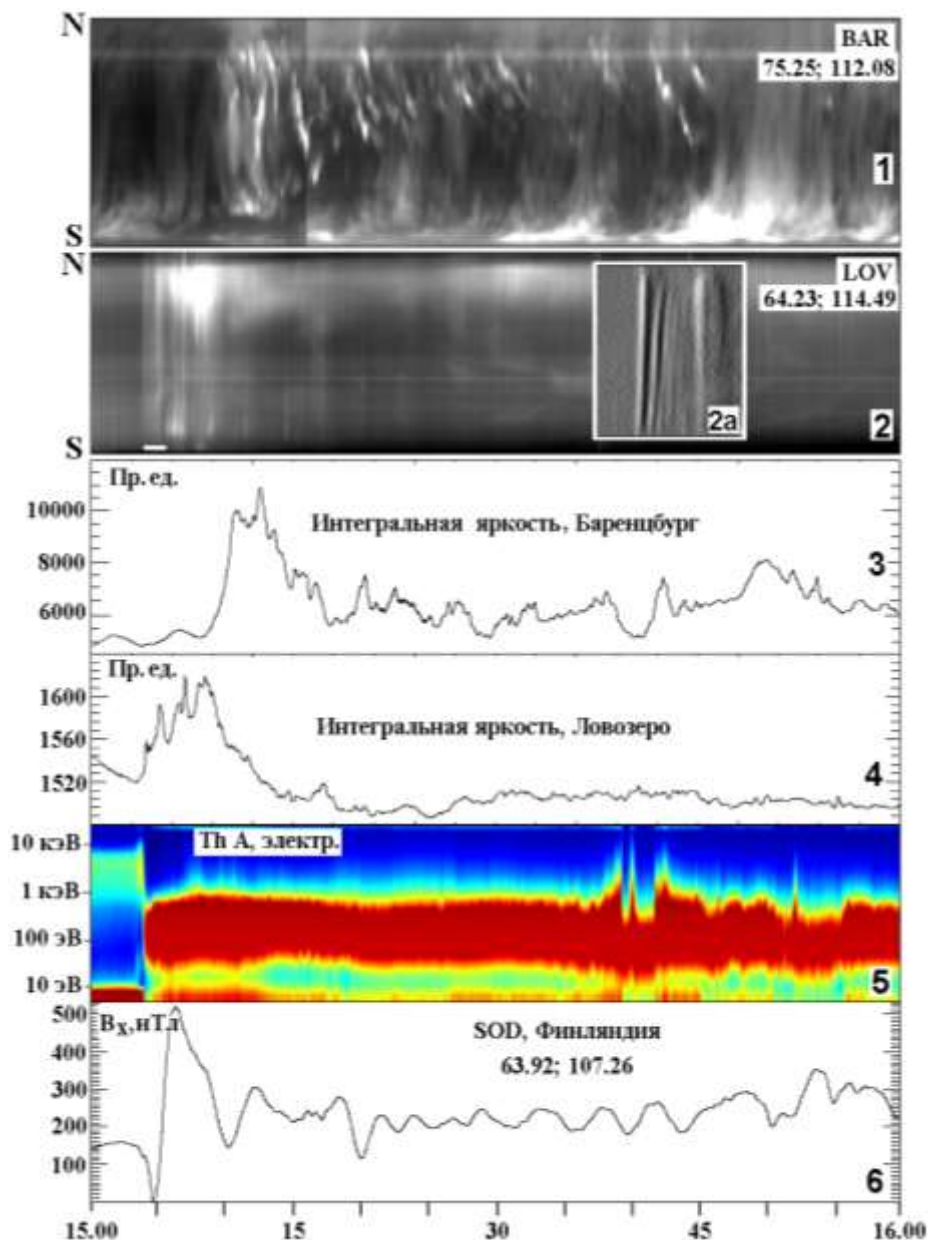 N
BAR
75.25; 112.08
1
S
N
LOV
64.23; 114.49
2a
2
S
Пр. ед.
10000
Интегральная яркость, Баренцбург
8000
3
6000
Пр. ед.
1600
Интегральная яркость, Ловозеро
1560
1520
4
10 кэВ
Th A, электр.
1 кэВ
100 эВ
10 эВ
5
500
Bx, нТл
SOD, Финляндия
400
63.92; 107.26
300
200
100
6
15.00
15
30
45
16.00